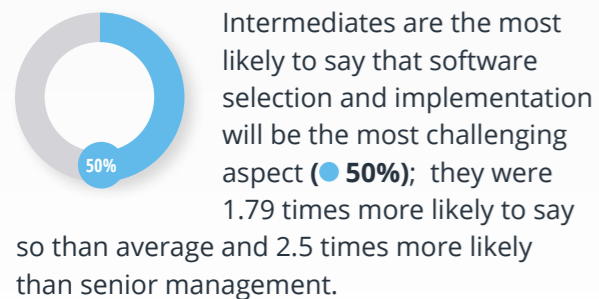 Intermediates are the most
likely to say that software
selection and implementation
will be the most challenging
aspect (● 50%);  they were
1.79 times more likely to say
so than average and 2.5 times more likely
than senior management.
50%